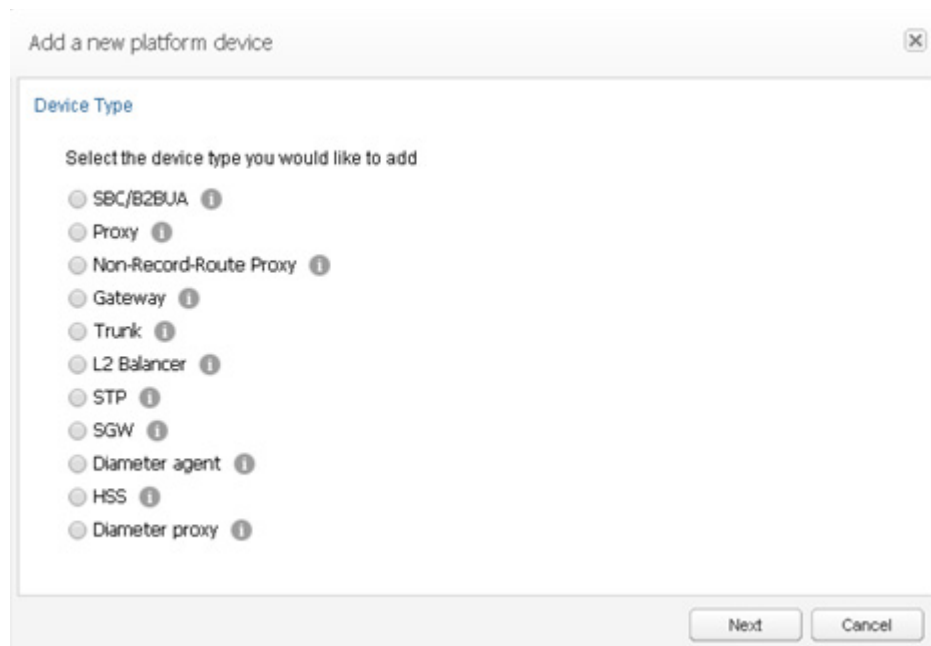 Add a new platform device
Device Type
Select the device type you would like to add
SBC/B2BUA
Proxy
Non-Record-Route Proxy
Gateway
Trunk
L2 Balancer
STP
SGW
Diameter agent
HSS
Diameter proxy
Next Cancel